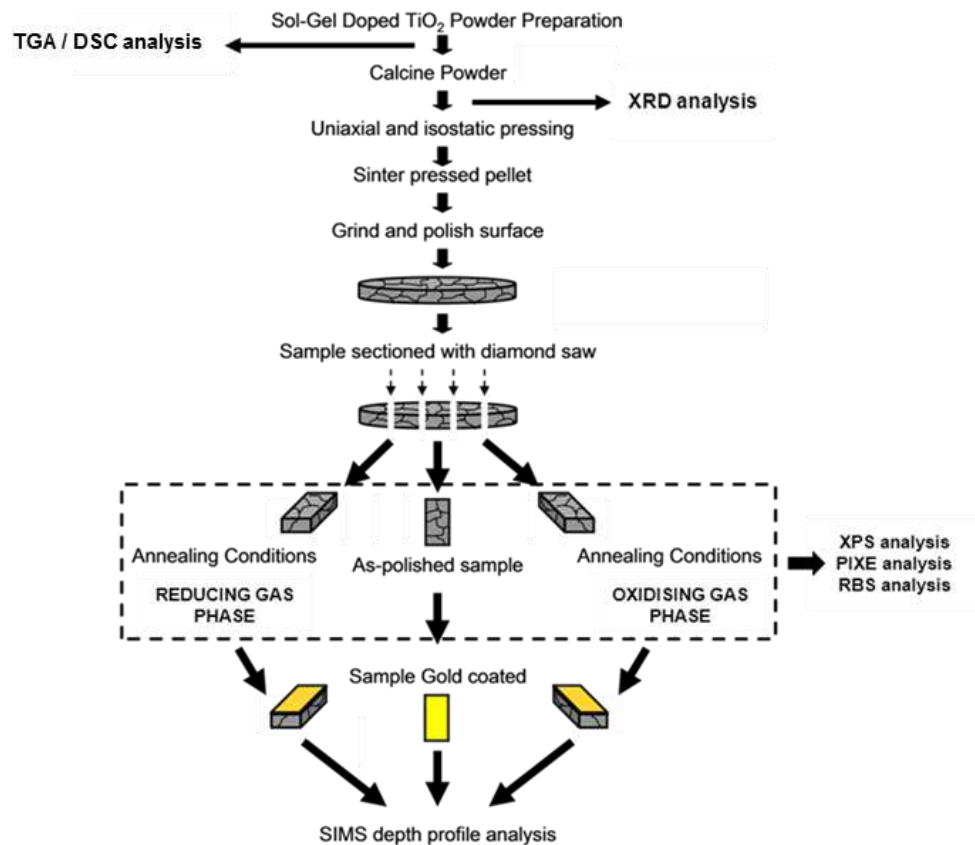 Sol-Gel Doped TiO₂ Powder Preparation
TGA / DSC analysis
Calcine Powder
XRD analysis
Uniaxial and isostatic pressing
Sinter pressed pellet
Grind and polish surface
Sample sectioned with diamond saw
Annealing Conditions
REDUCING GAS
PHASE
As-polished sample
Annealing Conditions
OXIDISING GAS
PHASE
XPS analysis
PIXE analysis
RBS analysis
Sample Gold coated
SIMS depth profile analysis